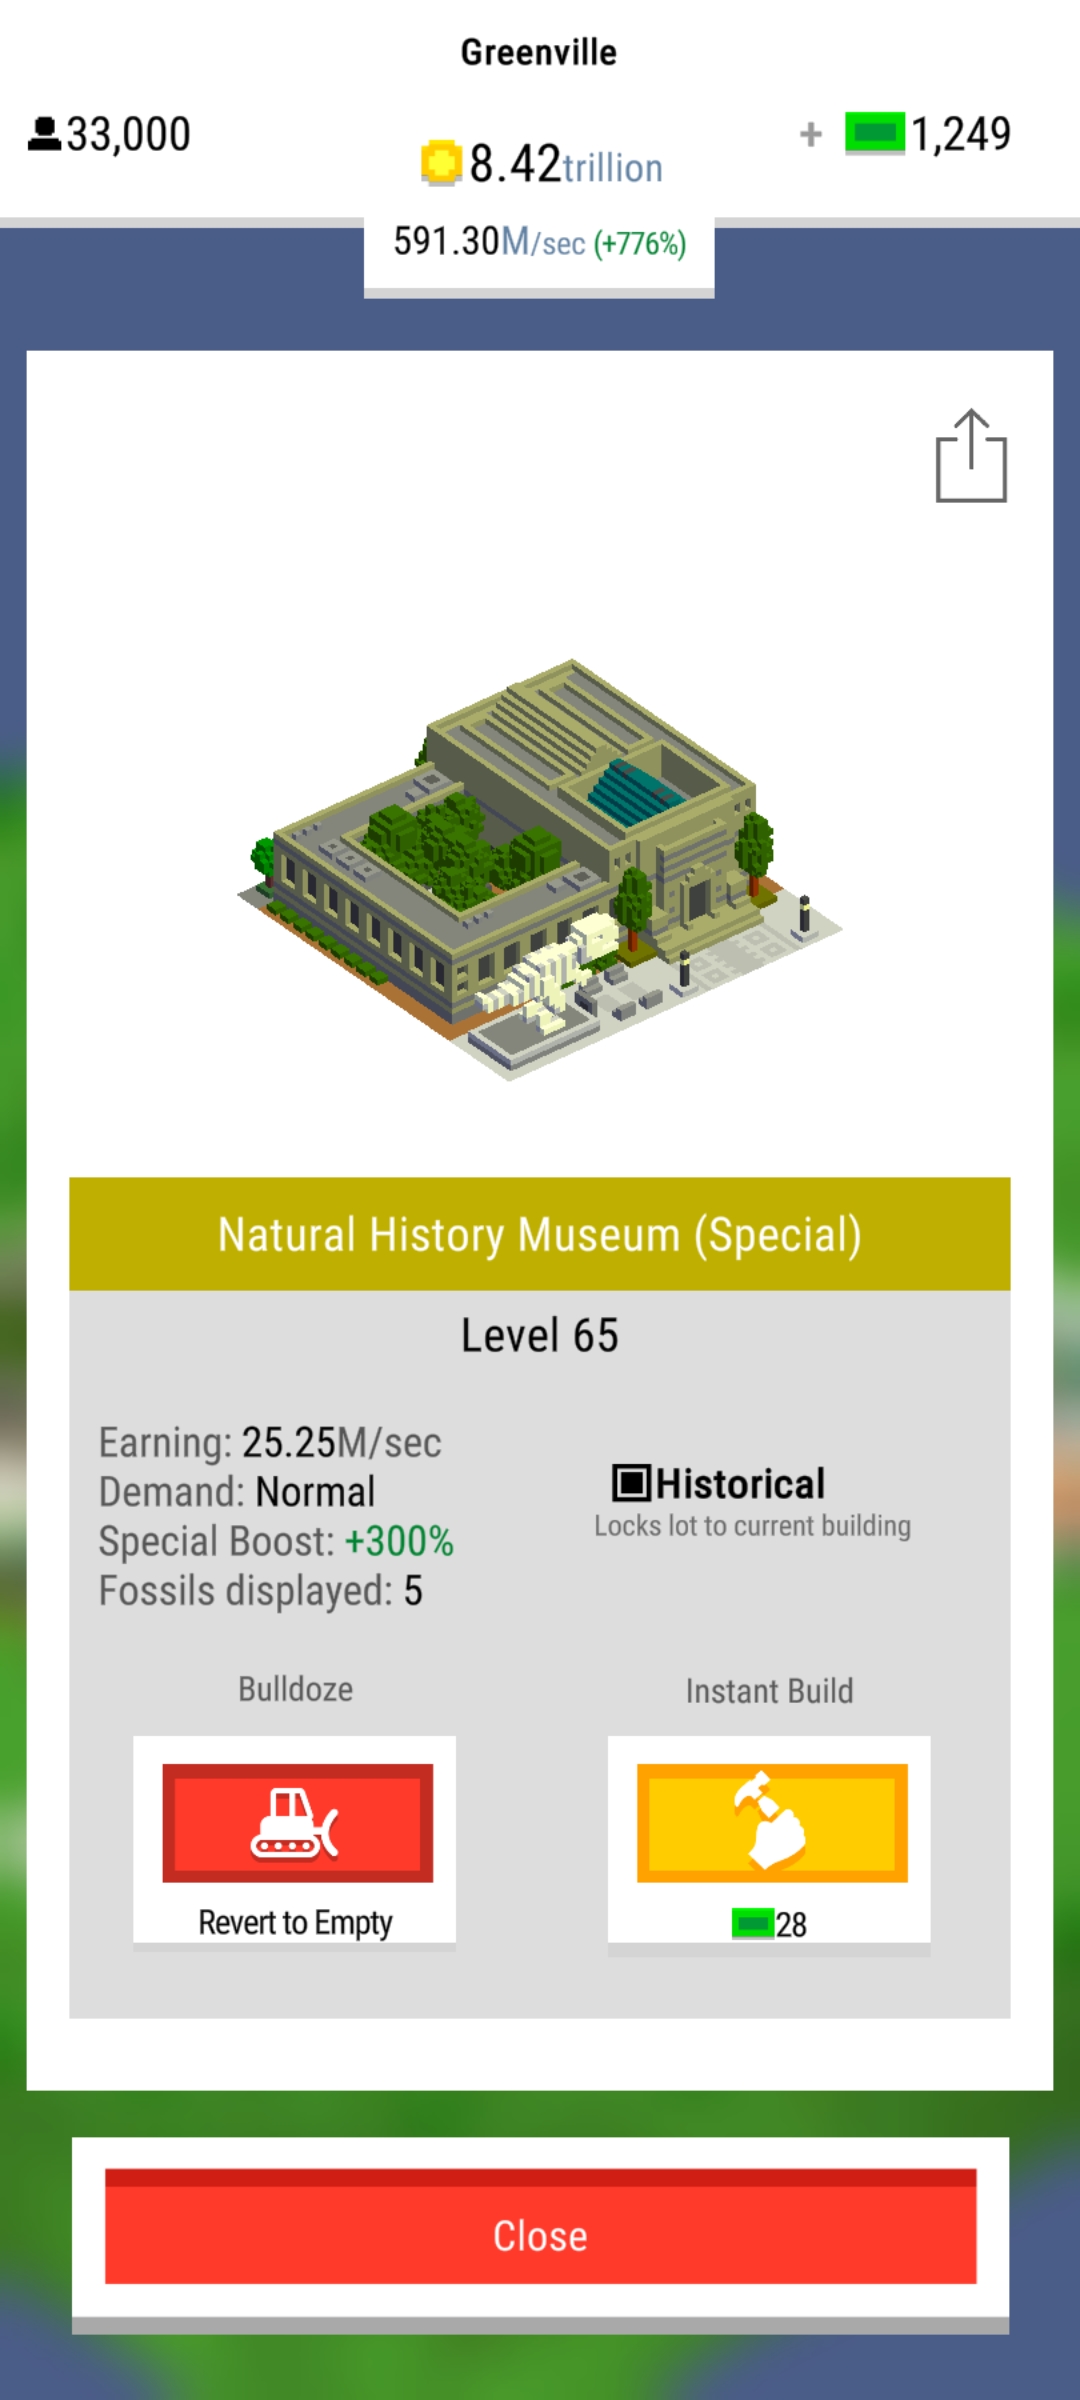 Greenville
33,000
8.42trillion
+ 1,249
591.30M/sec (+776%)
Natural History Museum (Special)
Level 65
Earning: 25.25M/sec
Demand: Normal
Special Boost: +300%
Fossils displayed: 5
Historical
Locks lot to current building
Bulldoze
Revert to Empty
Instant Build
28
Close